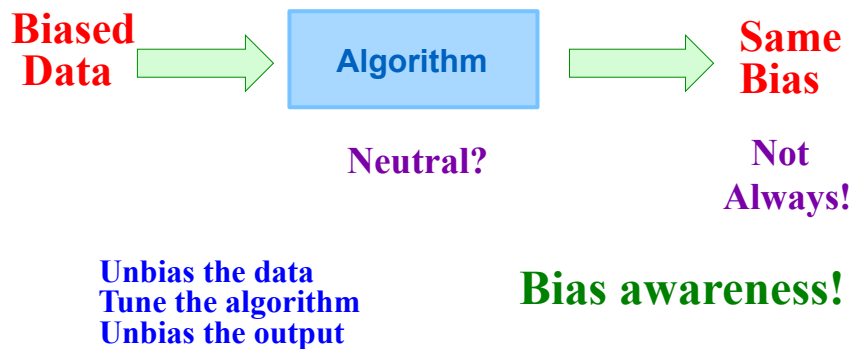 Biased
Data
Algorithm
Same
Bias
Neutral?
Not
Always!
Unbias the data
Tune the algorithm
Unbias the output
Bias awareness!